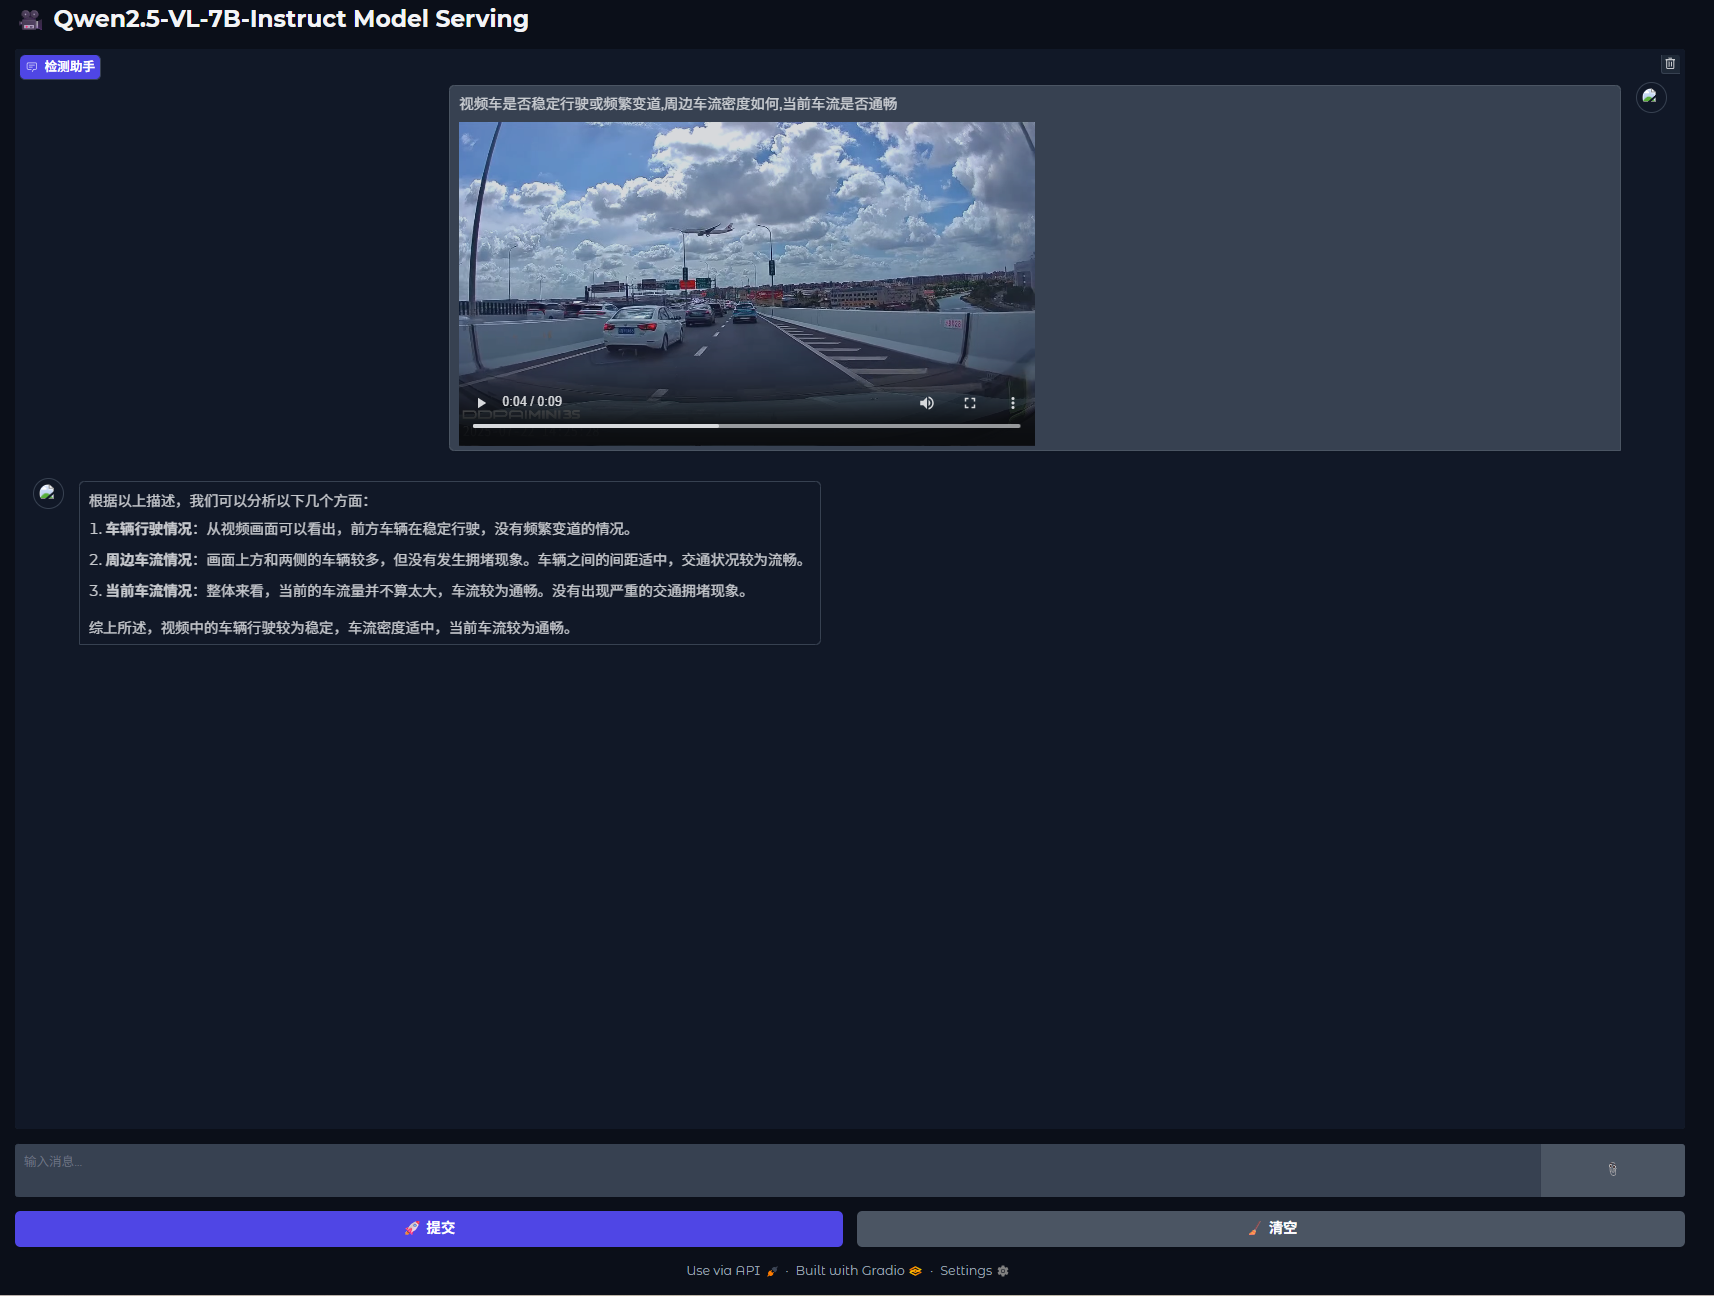 Qwen2.5-VL-7B-Instruct Model Serving
检测助手
视频车是否稳定行驶或频繁变道,周边车流密度如何,当前车流是否通畅
0:04 / 0:09
DDPAIMINI3S
根据以上描述，我们可以分析以下几个方面：
1. 车辆行驶情况：从视频画面可以看出，前方车辆在稳定行驶，没有频繁变道的情况。
2. 周边车流情况：画面上方和两侧的车辆较多，但没有发生拥堵现象。车辆之间的间距适中，交通状况较为流畅。
3. 当前车流情况：整体来看，当前的车流量并不算太大，车流较为通畅。没有出现严重的交通拥堵现象。
综上所述，视频中的车辆行驶较为稳定，车流密度适中，当前车流较为通畅。
输入消息...
提交
清空
Use via API · Built with Gradio · Settings